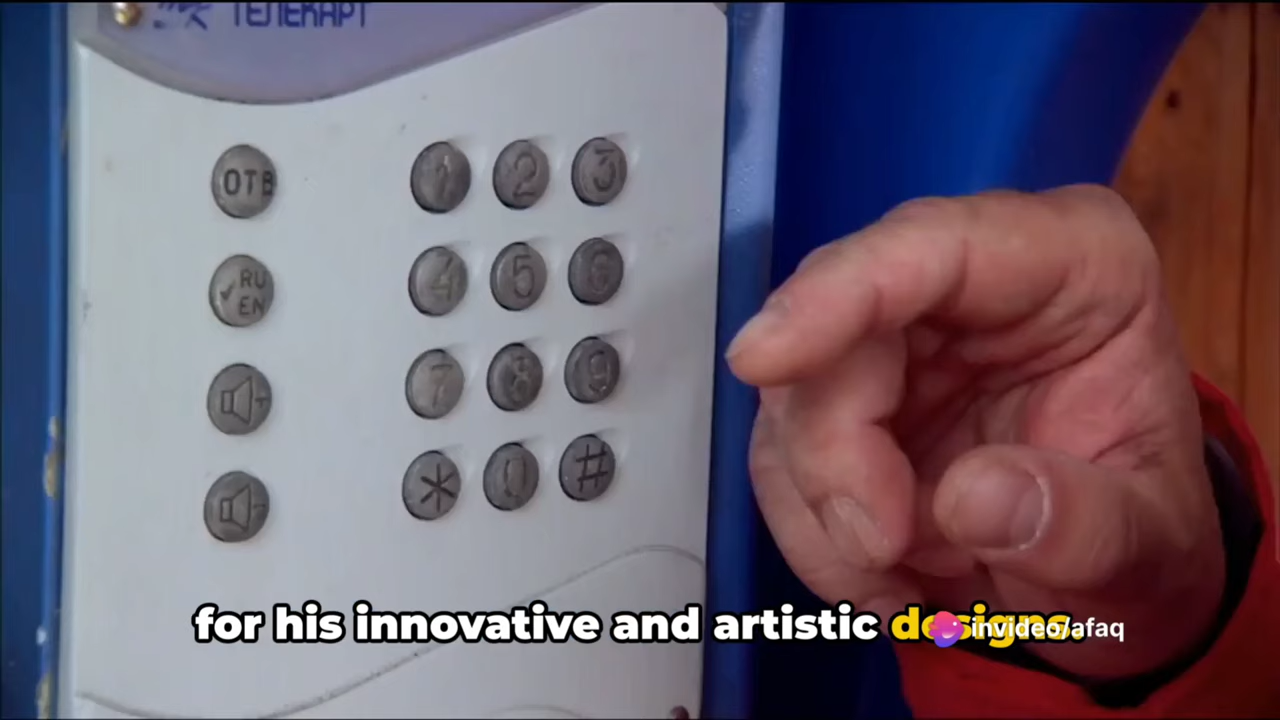 ТЕЛЕКАРТ
ОТВ
1 2 3
RU
EN
4 5 6
7 8 9
* 0 #
for his innovative and artistic designs.
invideo/afaq